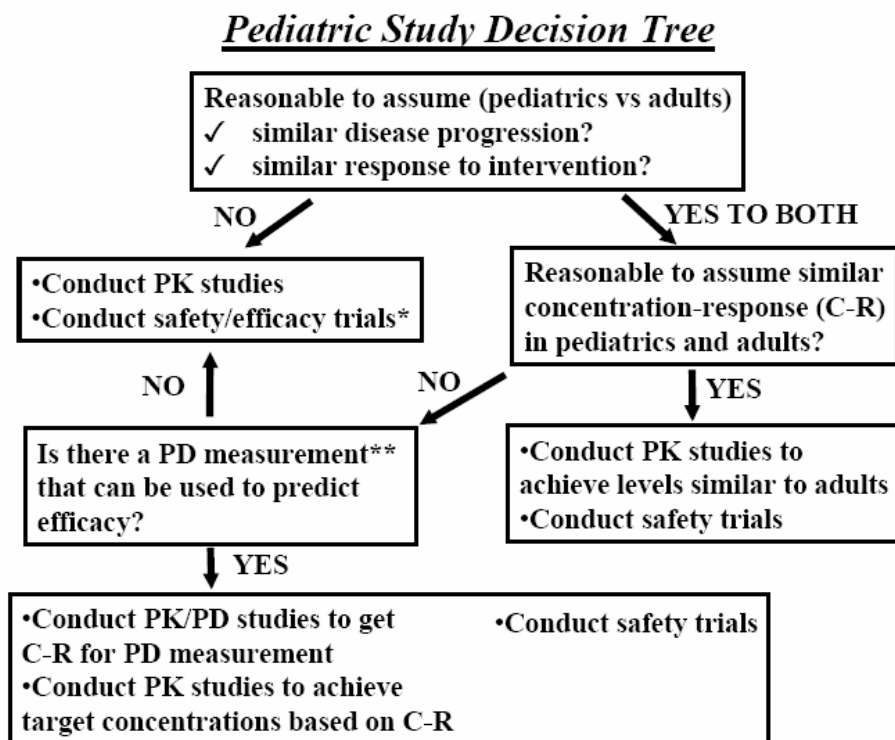 Pediatric Study Decision Tree
Reasonable to assume (pediatrics vs adults)
✓ similar disease progression?
✓ similar response to intervention?
NO
YES TO BOTH
•Conduct PK studies
•Conduct safety/efficacy trials*
Reasonable to assume similar
concentration-response (C-R)
in pediatrics and adults?
NO
NO
YES
Is there a PD measurement**
that can be used to predict
efficacy?
•Conduct PK studies to
achieve levels similar to adults
•Conduct safety trials
YES
•Conduct PK/PD studies to get
C-R for PD measurement
•Conduct PK studies to achieve
target concentrations based on C-R
•Conduct safety trials